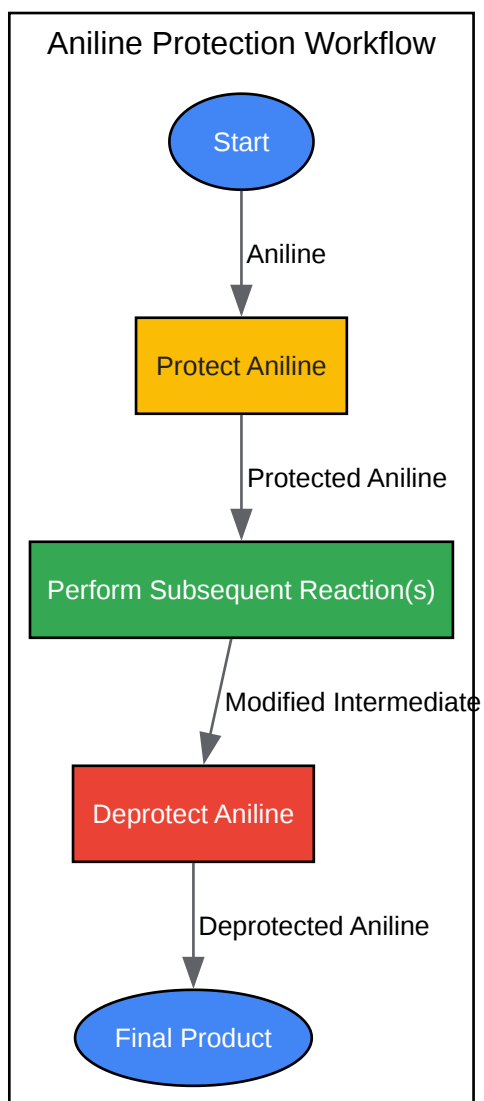 Aniline Protection Workflow
Start
Aniline
Protect Aniline
Protected Aniline
Perform Subsequent Reaction(s)
Modified Intermediate
Deprotect Aniline
Deprotected Aniline
Final Product